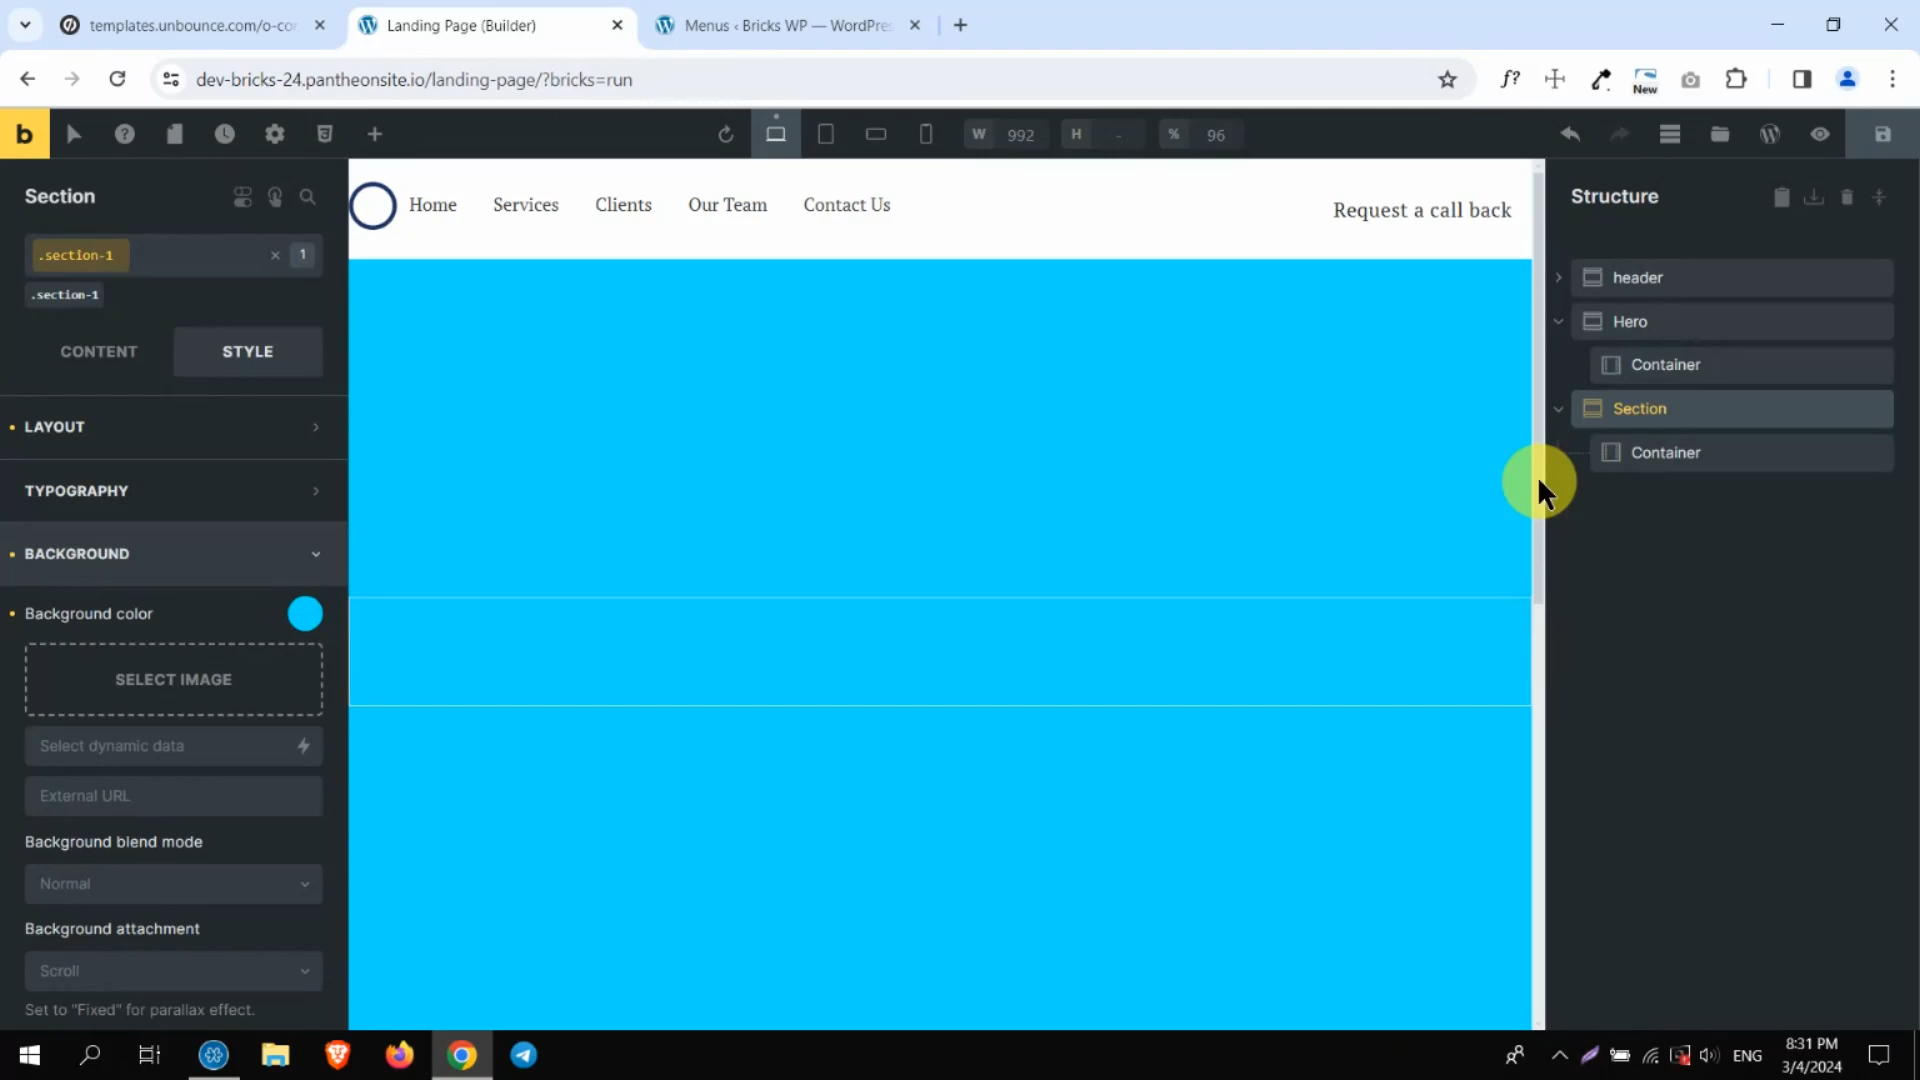 templates.unbounce.com/o-cor
Landing Page (Builder)
Menus ‹ Bricks WP — WordPres
dev-bricks-24.pantheonsite.io/landing-page/?bricks=run
f?
New
b
W 992
H -
% 96
Section
.section-1
1
.section-1
CONTENT
STYLE
LAYOUT
TYPOGRAPHY
BACKGROUND
Background color
SELECT IMAGE
Select dynamic data
External URL
Background blend mode
Normal
Background attachment
Scroll
Set to "Fixed" for parallax effect.
Home
Services
Clients
Our Team
Contact Us
Request a call back
Structure
header
Hero
Container
Section
Container
ENG
8:31 PM
3/4/2024